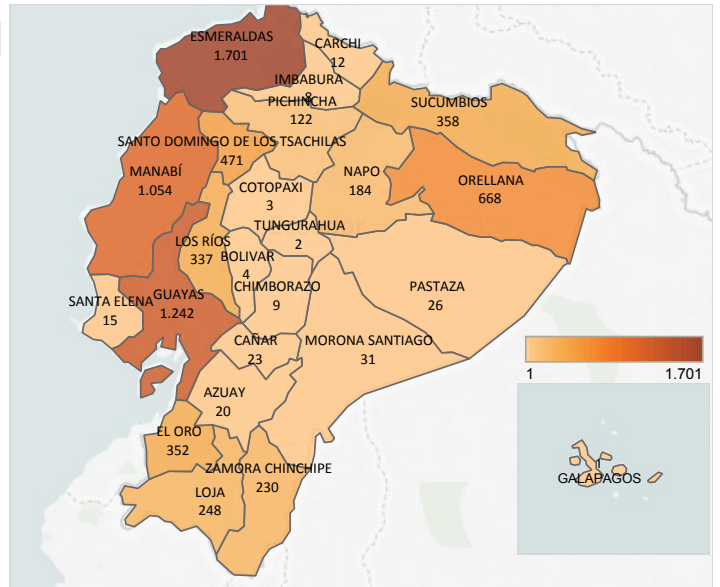 ESMERALDAS
1.701
CARCHI
12
IMBABURA
8
PICHINCHA
122
SUCUMBIOS
358
SANTO DOMINGO DE LOS TSACHILAS
471
MANABÍ
1.054
COTOPAXI
3
NAPO
184
ORELLANA
668
TUNGURAHUA
2
LOS RÍOS
337
BOLIVAR
4
CHIMBORAZO
9
PASTAZA
26
SANTA ELENA
15
GUAYAS
1.242
CAÑAR
23
MORONA SANTIAGO
31
1 1.701
AZUAY
20
EL ORO
352
ZAMORA CHINCHIPE
230
LOJA
248
1
GALAPAGOS